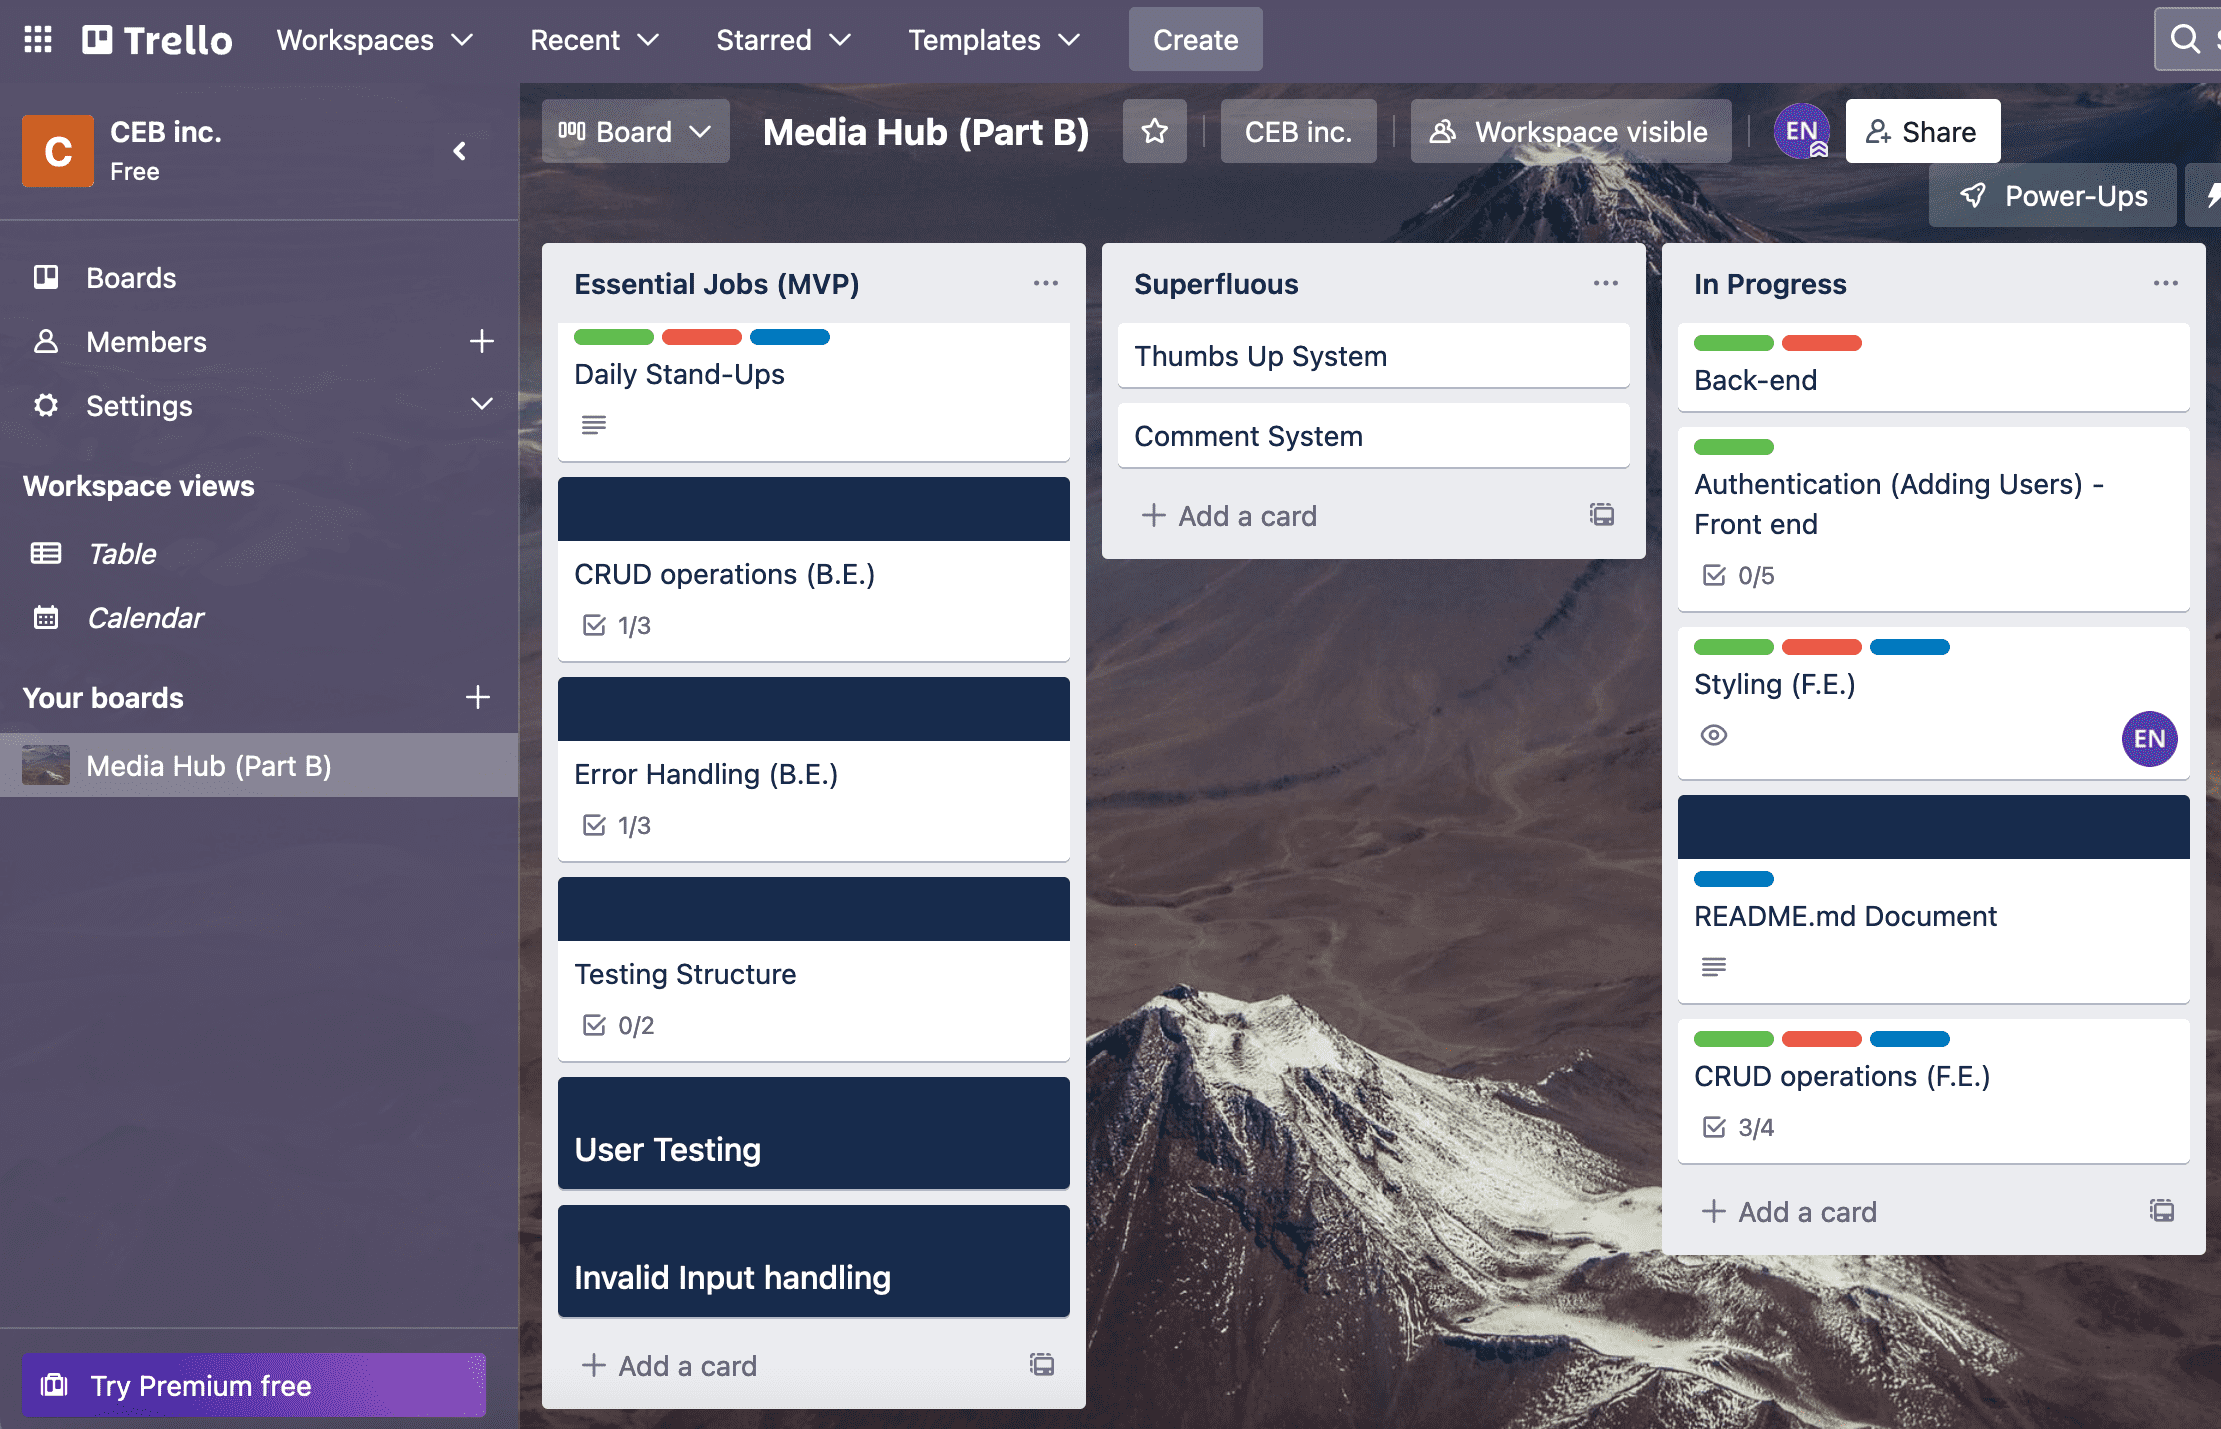 Trello
Workspaces
Recent
Starred
Templates
Create
C
CEB inc.
Free
Boards
Members
Settings
Workspace views
Table
Calendar
Your boards
Media Hub (Part B)
Try Premium free
Board
Media Hub (Part B)
CEB inc.
Workspace visible
EN
Share
Power-Ups
Essential Jobs (MVP)
Daily Stand-Ups
CRUD operations (B.E.)
1/3
Error Handling (B.E.)
1/3
Testing Structure
0/2
User Testing
Invalid Input handling
Add a card
Superfluous
Thumbs Up System
Comment System
Add a card
In Progress
Back-end
Authentication (Adding Users) -
Front end
0/5
Styling (F.E.)
EN
README.md Document
CRUD operations (F.E.)
3/4
Add a card